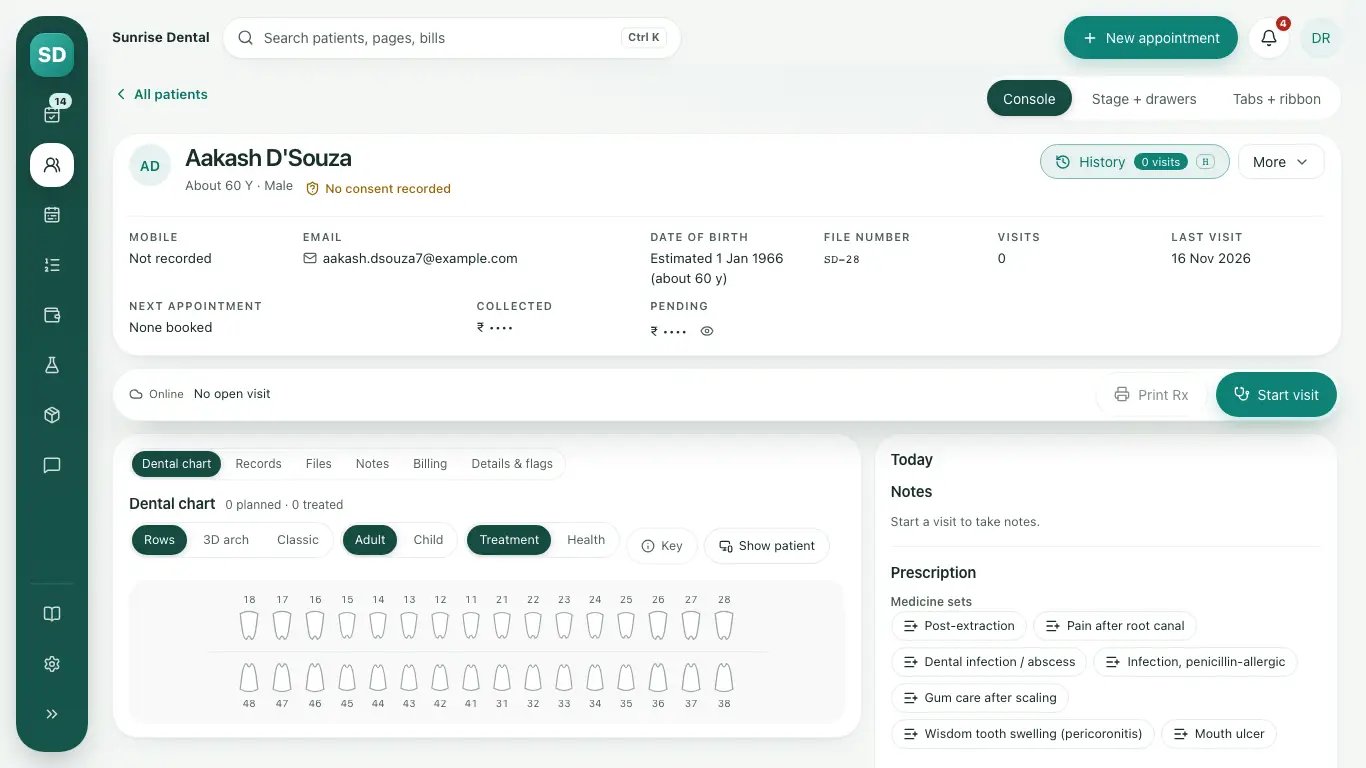 SD
14
Sunrise Dental
Search patients, pages, bills
Ctrl K
New appointment
4
DR
All patients
Console
Stage + drawers
Tabs + ribbon
AD
Aakash D'Souza
About 60 Y · Male
No consent recorded
History
0 visits
H
More
MOBILE
Not recorded
EMAIL
aakash.dsouza7@example.com
DATE OF BIRTH
Estimated 1 Jan 1966
(about 60 y)
FILE NUMBER
SD-28
VISITS
0
LAST VISIT
16 Nov 2026
NEXT APPOINTMENT
None booked
COLLECTED
₹ ••••
PENDING
₹ ••••
Online
No open visit
Print Rx
Start visit
Dental chart
Records
Files
Notes
Billing
Details & flags
Dental chart
0 planned · 0 treated
Rows
3D arch
Classic
Adult
Child
Treatment
Health
Key
Show patient
18 17 16 15 14 13 12 11 21 22 23 24 25 26 27 28
48 47 46 45 44 43 42 41 31 32 33 34 35 36 37 38
Today
Notes
Start a visit to take notes.
Prescription
Medicine sets
Post-extraction
Pain after root canal
Dental infection / abscess
Infection, penicillin-allergic
Gum care after scaling
Wisdom tooth swelling (pericoronitis)
Mouth ulcer